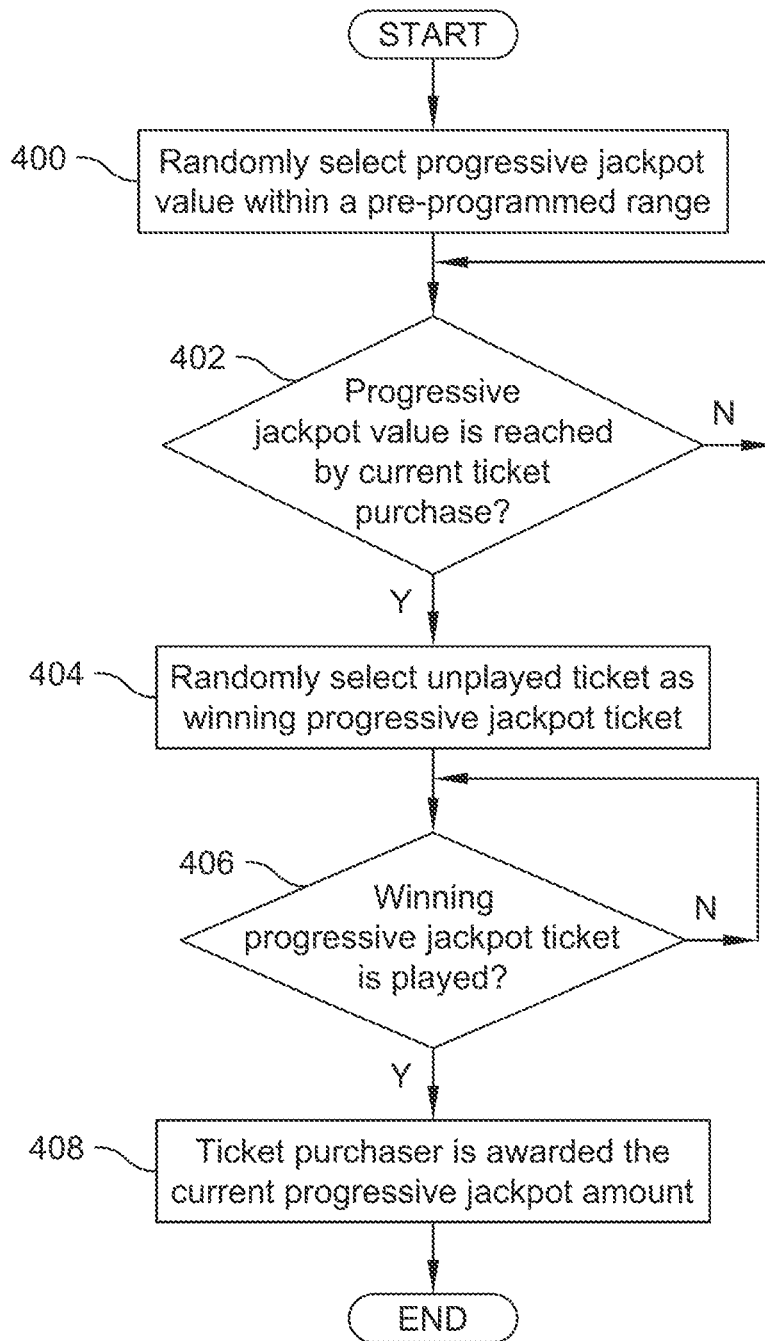 START
400
Randomly select progressive jackpot
value within a pre-programmed range
402
Progressive
jackpot value is reached
by current ticket
purchase?
N
Y
404
Randomly select unplayed ticket as
winning progressive jackpot ticket
406
Winning
progressive jackpot ticket
is played?
N
Y
408
Ticket purchaser is awarded the
current progressive jackpot amount
END